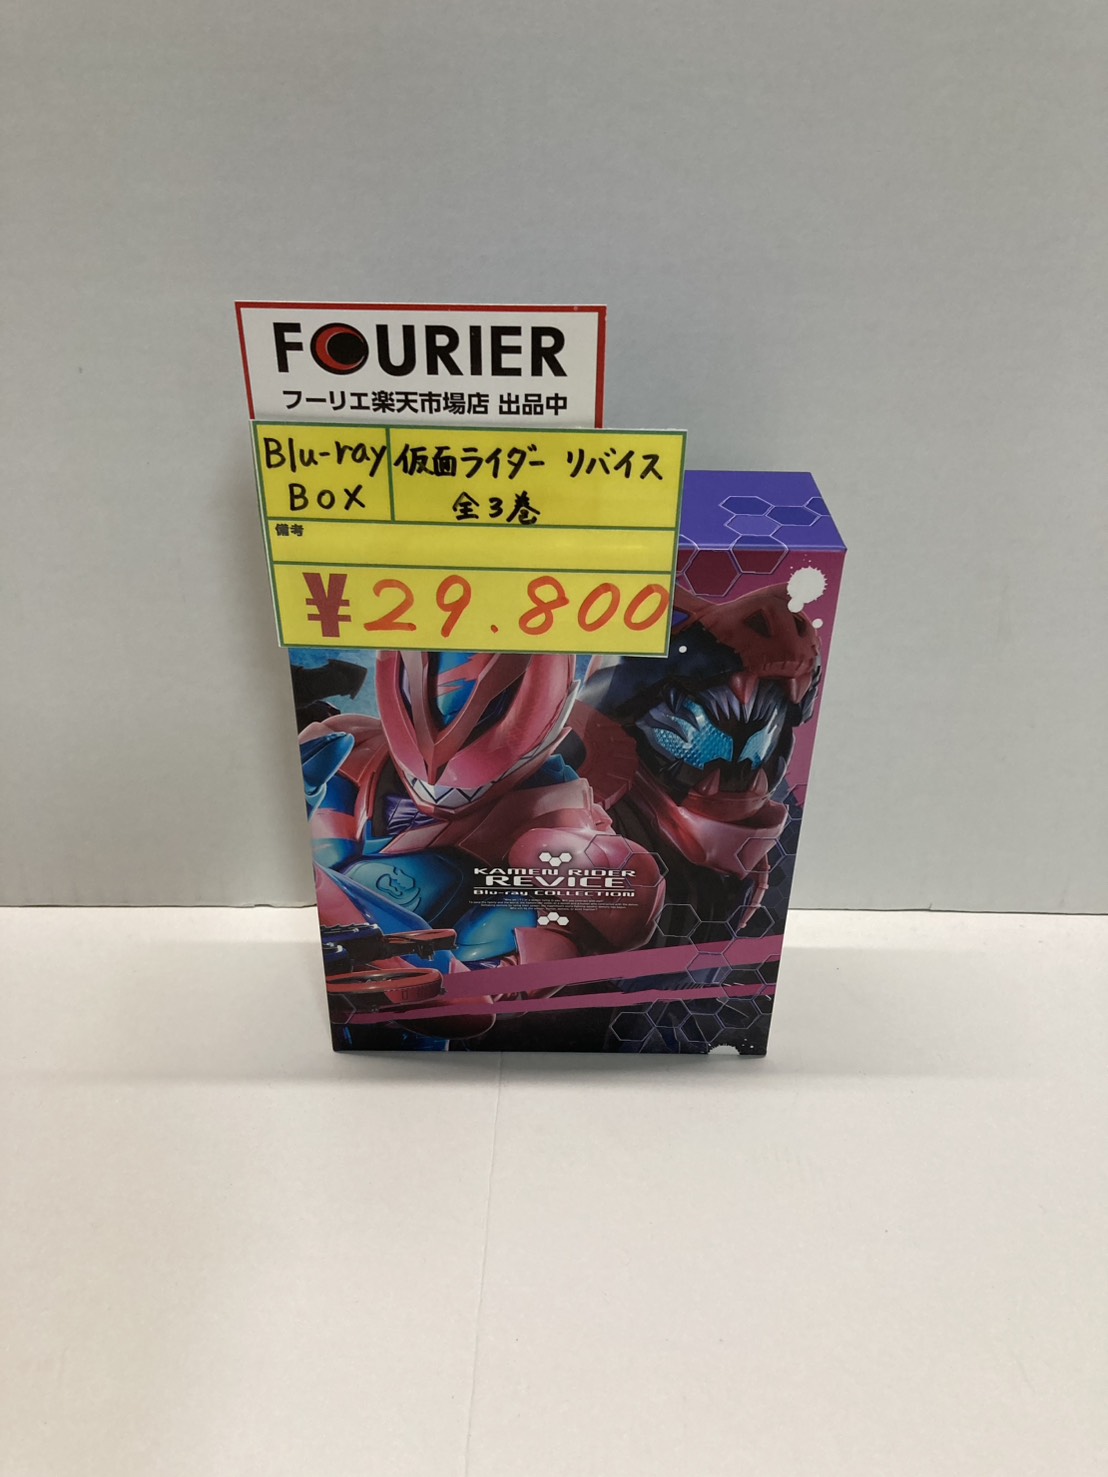 FOURIER
フーリエ楽天市場店 出品中
Blu-ray BOX
仮面ライダー リバイス
全3巻
備考
¥29.800
KAMEN RIDER
REVICE
Blu-ray COLLECTION